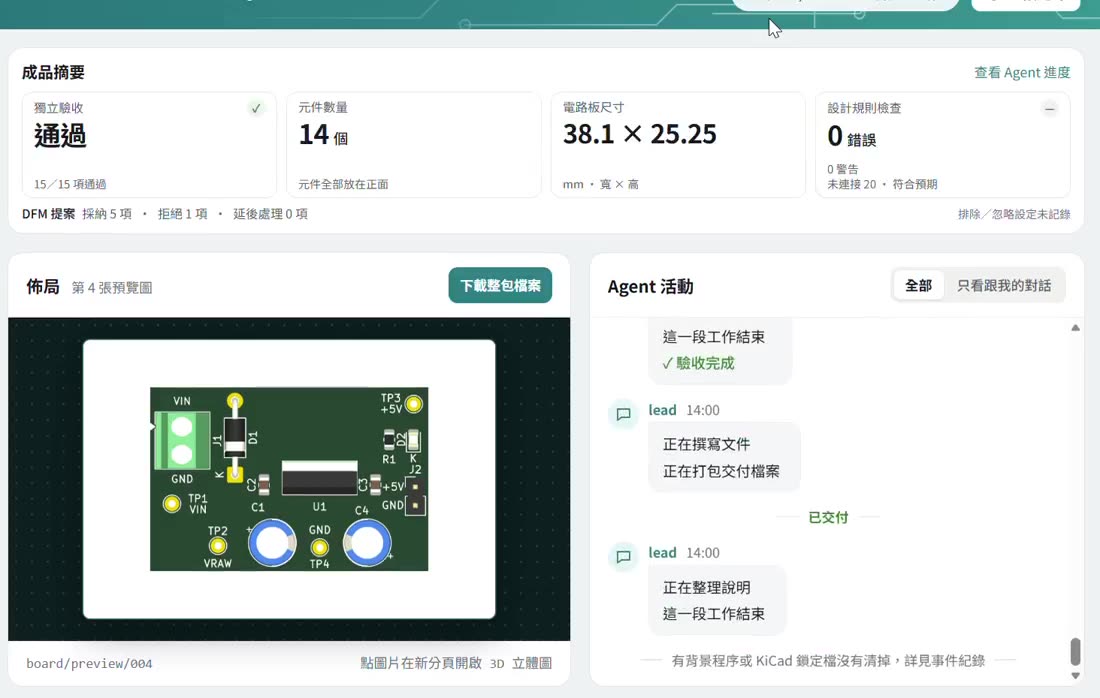 成品摘要
查看 Agent 進度
獨立驗收 ✓
通過
15／15 項通過
元件數量
14 個
元件全部放在正面
電路板尺寸
38.1 × 25.25
mm · 寬 × 高
設計規則檢查
0 錯誤
0 警告
未連接 20 · 符合預期
DFM 提案 採納 5 項 · 拒絕 1 項 · 延後處理 0 項
排除／忽略設定未記錄
佈局 第 4 張預覽圖
下載整包檔案
VIN
J1
GND
D1
K
TP3
+5V
R1
D2
K
J2
+5V
GND
TP1
VIN
C2
C1
U1
C3
C4
+
+
TP2
VRAW
GND
TP4
board/preview/004
點圖片在新分頁開啟 3D 立體圖
Agent 活動
全部
只看跟我的對話
這一段工作結束
✓ 驗收完成
lead 14:00
正在撰寫文件
正在打包交付檔案
已交付
lead 14:00
正在整理說明
這一段工作結束
有背景程序或 KiCad 鎖定檔沒有清掉，詳見事件紀錄